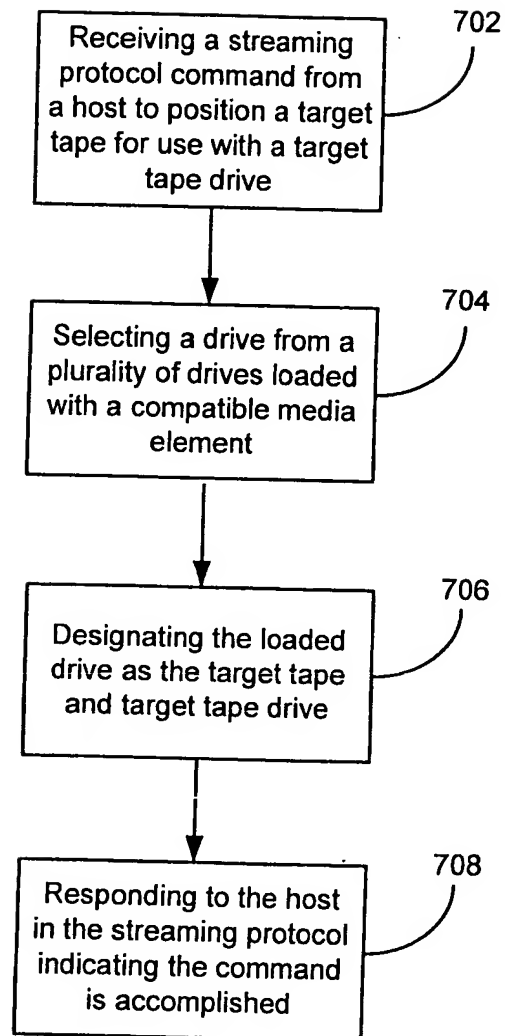 702
Receiving a streaming
protocol command from
a host to position a target
tape for use with a target
tape drive
704
Selecting a drive from a
plurality of drives loaded
with a compatible media
element
706
Designating the loaded
drive as the target tape
and target tape drive
708
Responding to the host
in the streaming protocol
indicating the command
is accomplished